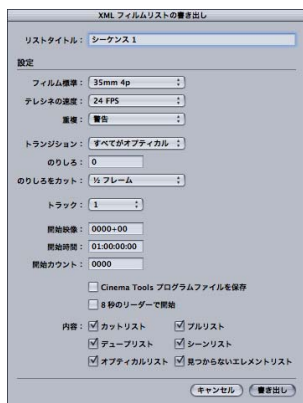 XML フィルムリストの書き出し
リストタイトル： シーケンス 1
設定
フィルム標準： 35mm 4p
テレシネの速度： 24 FPS
重複： 警告
トランジション： すべてがオプティカル
のりしろ： 0
のりしろをカット： ½ フレーム
トラック： 1
開始映像： 0000+00
開始時間： 01:00:00:00
開始カウント： 0000
Cinema Tools プログラムファイルを保存
8 秒のリーダーで開始
内容： カットリスト プルリスト
デュープリスト シーンリスト
オプティカルリスト 見つからないエレメントリスト
キャンセル 書き出し